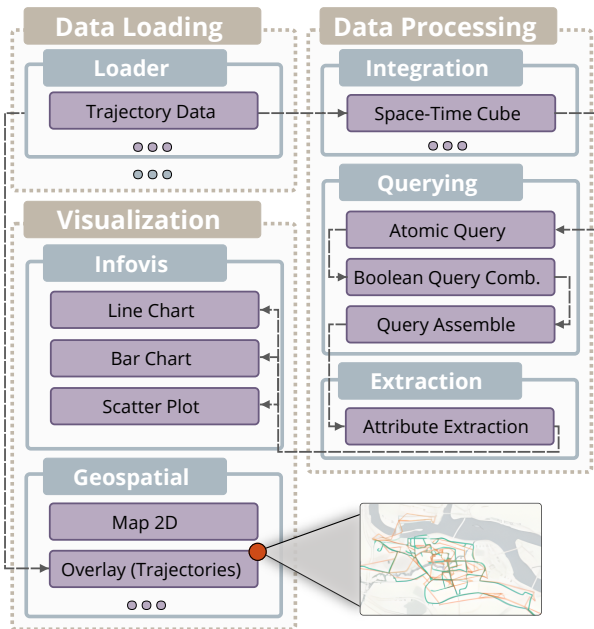 Data Loading
Loader
Trajectory Data
Data Processing
Integration
Space-Time Cube
Querying
Atomic Query
Boolean Query Comb.
Query Assemble
Extraction
Attribute Extraction
Visualization
Infovis
Line Chart
Bar Chart
Scatter Plot
Geospatial
Map 2D
Overlay (Trajectories)